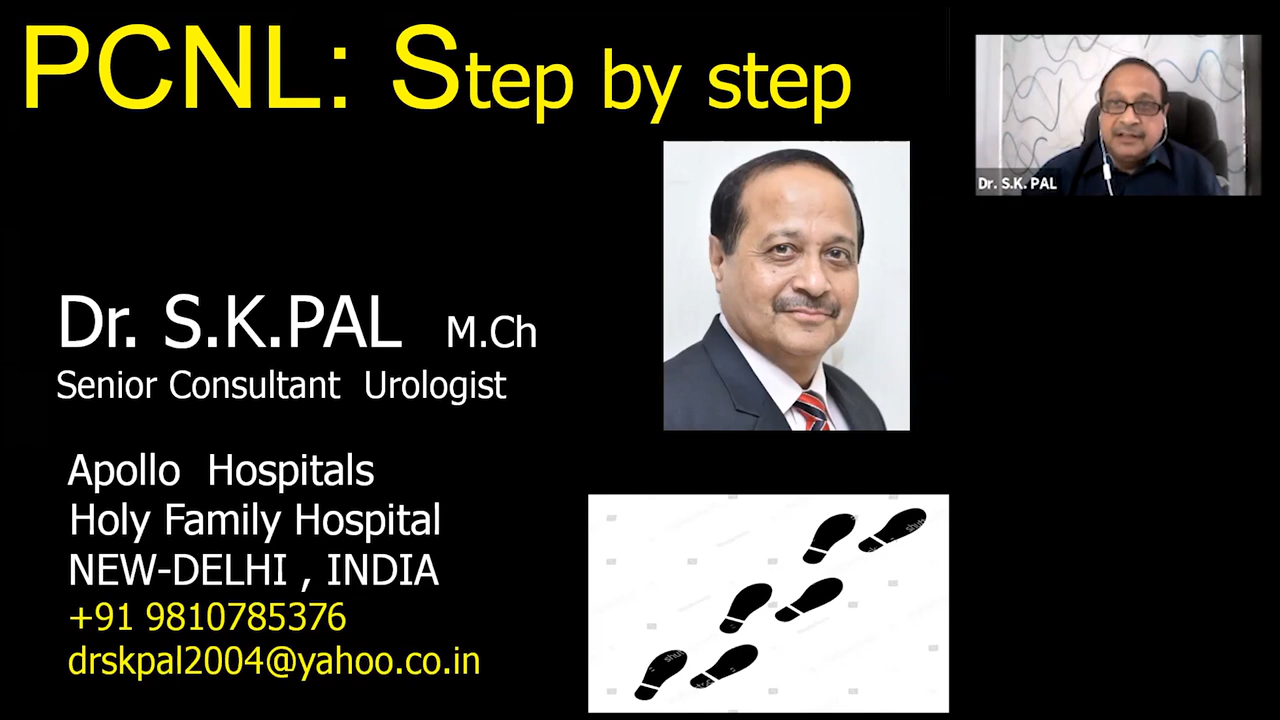 PCNL: Step by step
Dr. S.K. PAL
Dr. S.K.PAL M.Ch
Senior Consultant Urologist
Apollo Hospitals
Holy Family Hospital
NEW-DELHI , INDIA
+91 9810785376
drskpal2004@yahoo.co.in